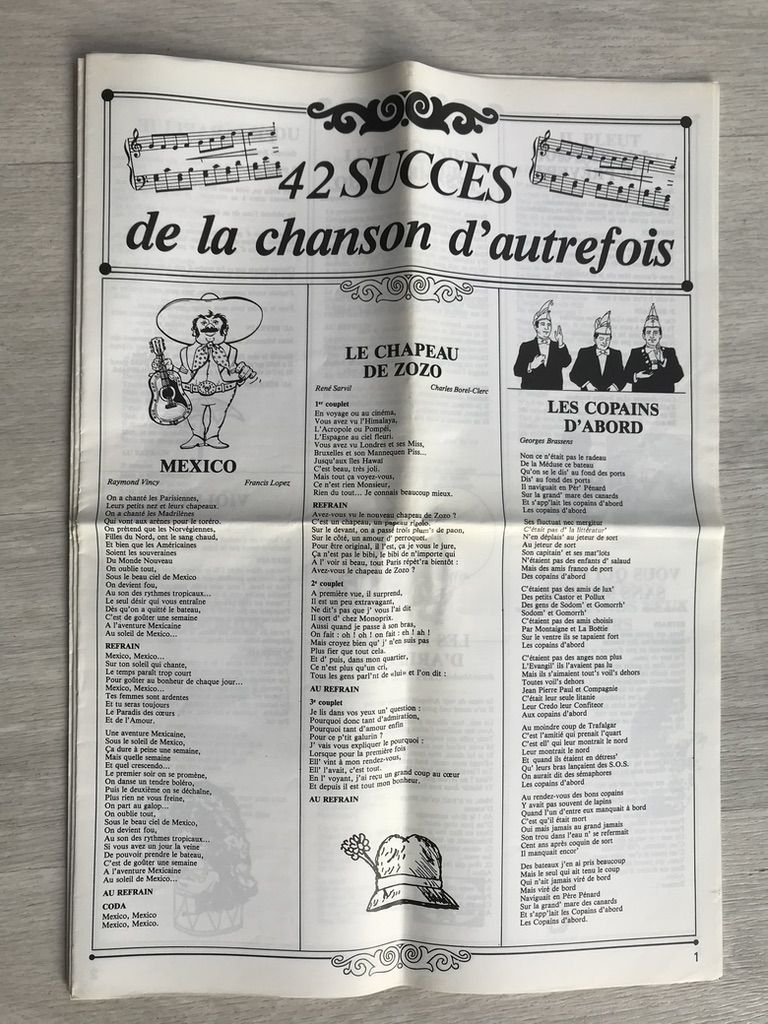 42 SUCCÈS
de la chanson d'autrefois
MEXICO
Raymond Vincy Francis Lopez
On a chanté les Parisiennes,
Leurs petits nez et leurs chapeaux.
On a chanté les Madrilènes
Qui vont aux arènes pour le toréro.
On prétend que les Norvégiennes,
Filles du Nord, ont le sang chaud,
Et bien que les Américaines
Soient les souveraines
Du Monde Nouveau
On oublie tout,
Sous le beau ciel de Mexico
On devient fou,
Au son des rythmes tropicaux...
Le seul désir qui vous entraîne
Dès qu'on a quitté le bateau,
C'est de goûter une semaine
A l'aventure Mexicaine
Au soleil de Mexico...
REFRAIN
Mexico, Mexico...
Sur ton soleil qui chante,
Le temps paraît trop court
Pour goûter au bonheur de chaque jour...
Mexico, Mexico...
Tes femmes sont ardentes
Et tu seras toujours
Le Paradis des cœurs
Et de l'Amour.
Une aventure Mexicaine,
Sous le soleil de Mexico,
Ça dure à peine une semaine,
Mais quelle semaine
Et quel crescendo...
Le premier soir on se promène,
On danse un tendre boléro,
Puis le deuxième on se déchaîne,
Plus rien ne vous freine,
On part au galop...
On oublie tout,
Sous le beau ciel de Mexico,
On devient fou,
Au son des rythmes tropicaux...
Si vous avez un jour la veine
De pouvoir prendre le bateau,
C'est de goûter une semaine
A l'aventure Mexicaine
Au soleil de Mexico...
AU REFRAIN
CODA
Mexico, Mexico
Mexico, Mexico.
LE CHAPEAU
DE ZOZO
René Sarvil Charles Borel-Clerc
1er couplet
En voyage ou au cinéma,
Vous avez vu l'Himalaya,
L'Acropole ou Pompéi,
L'Espagne au ciel fleuri.
Vous avez vu Londres et ses Miss,
Bruxelles et son Mannequen Piss...
Jusqu'aux Iles Hawaï
C'est beau, très joli.
Mais tout ça voyez-vous,
Ce n'est rien Monsieur,
Rien du tout... Je connais beaucoup mieux.
REFRAIN
Avez-vous vu le nouveau chapeau de Zozo ?
C'est un chapeau, un papeau rigolo.
Sur le devant, on a passé trois plum's de paon,
Sur le côté, un amour d' perroquet.
Pour être original, il l'est, ça je vous le jure,
Ça n'est pas le bibi, le bibi de n'importe qui
A l' voir si beau, tout Paris répèt'ra bientôt :
Avez-vous le chapeau de Zozo ?
2e couplet
A première vue, il surprend,
Il est un peu extravagant,
Ne dit's pas que j' vous l'ai dit
Il sort d' chez Monoprix.
Aussi quand je passe à son bras,
On fait : oh ! oh ! on fait : eh ! ah !
Mais croyez bien qu' j' n'en suis pas
Plus fier que tout cela.
Et d' puis, dans mon quartier,
Ce n'est plus qu'un cri,
Tous les gens parl'nt de «lui» et l'on dit :
AU REFRAIN
3e couplet
Je lis dans vos yeux un' question :
Pourquoi donc tant d'admiration,
Pourquoi tant d'amour enfin
Pour ce p'tit galurin ?
J' vais vous expliquer le pourquoi :
Lorsque pour la première fois
Ell' vint à mon rendez-vous,
Ell' l'avait, c'est tout.
En l' voyant, j'ai reçu un grand coup au cœur
Et depuis il est tout mon bonheur.
AU REFRAIN
LES COPAINS
D'ABORD
Georges Brassens
Non ce n'était pas le radeau
De la Méduse ce bateau
Qu'on se le dis' au fond des ports
Dis' au fond des ports
Il naviguait en Pèr' Pénard
Sur la grand' mare des canards
Et s'app'lait les copains d'abord
Les copains d'abord
Ses fluctuat nec mergitur
C'était pas d' la littératur'
N'en déplais' au jeteur de sort
Au jeteur de sort
Son capitain' et ses mat'lots
N'étaient pas des enfants d' salaud
Mais des amis franco de port
Des copains d'abord
C'étaient pas des amis de lux'
Des petits Castor et Pollux
Des gens de Sodom' et Gomorrh'
Sodom' et Gomorrh'
C'étaient pas des amis choisis
Par Montaigne et La Boëtie
Sur le ventre ils se tapaient fort
Les copains d'abord
C'étaient pas des anges non plus
L'Evangil' ils l'avaient pas lu
Mais ils s'aimaient tout's voil's dehors
Toutes voil's dehors
Jean Pierre Paul et Compagnie
C'était leur seule litanie
Leur Credo leur Confiteor
Aux copains d'abord
Au moindre coup de Trafalgar
C'est l'amitié qui prenait l'quart
C'est ell' qui leur montrait le nord
Leur montrait le nord
Et quand ils étaient en détres'
Qu' leurs bras lançaient des S.O.S.
On aurait dit des sémaphores
Les copains d'abord
Au rendez-vous des bons copains
Y avait pas souvent de lapins
Quand l'un d'entre eux manquait à bord
C'est qu'il était mort
Oui mais jamais au grand jamais
Son trou dans l'eau n' se refermait
Cent ans après coquin de sort
Il manquait encor'
Des bateaux j'en ai pris beaucoup
Mais le seul qui ait tenu le coup
Qui n'ait jamais viré de bord
Mais viré de bord
Naviguait en Père Pénard
Sur la grand' mare des canards
Et s'app'lait les Copains d'abord
Les Copains d'abord.
1